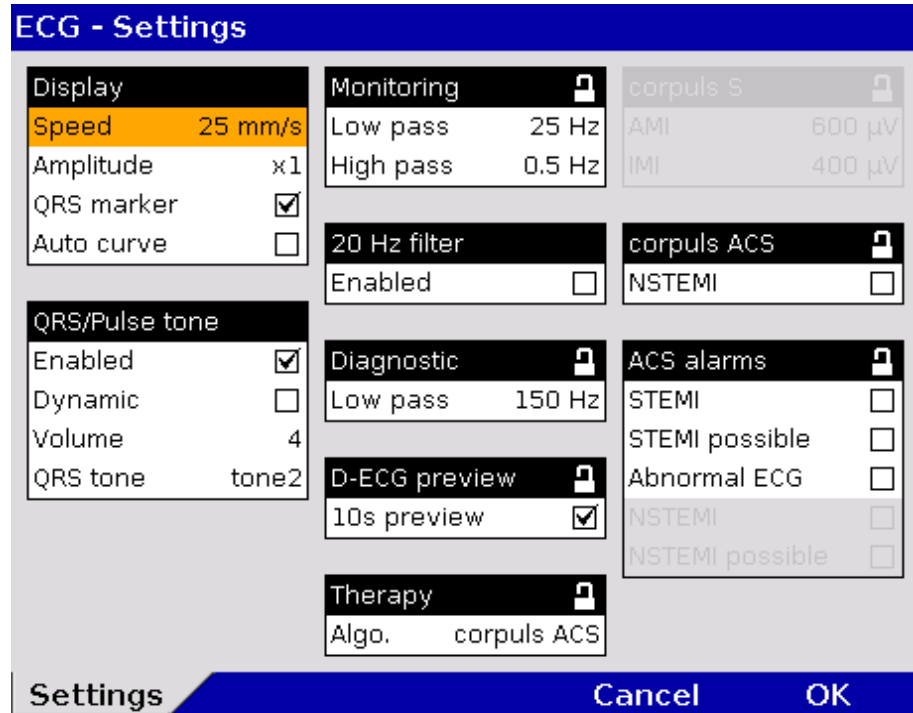 ECG - Settings
Display
Speed 25 mm/s
Amplitude x1
QRS marker
Auto curve
QRS/Pulse tone
Enabled
Dynamic
Volume 4
QRS tone tone2
Monitoring
Low pass 25 Hz
High pass 0.5 Hz
20 Hz filter
Enabled
Diagnostic
Low pass 150 Hz
D-ECG preview
10s preview
Therapy
Algo. corpuls ACS
corpuls S
AMI 600 µV
IMI 400 µV
corpuls ACS
NSTEMI
ACS alarms
STEMI
STEMI possible
Abnormal ECG
NSTEMI
NSTEMI possible
Settings Cancel OK